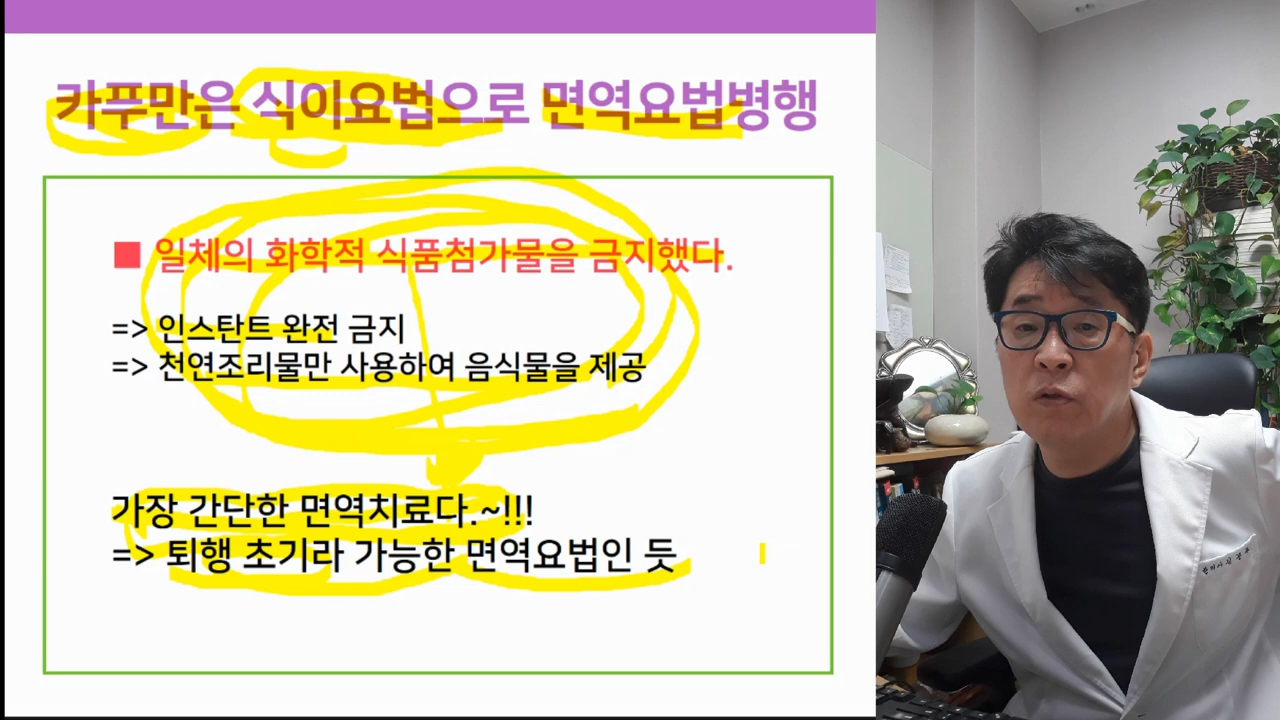 카푸만은 식이요법으로 면역요법병행
■ 일체의 화학적 식품첨가물을 금지했다.
=> 인스탄트 완전 금지
=> 천연조리물만 사용하여 음식물을 제공
가장 간단한 면역치료다.~!!!
=> 퇴행 초기라 가능한 면역요법인 듯